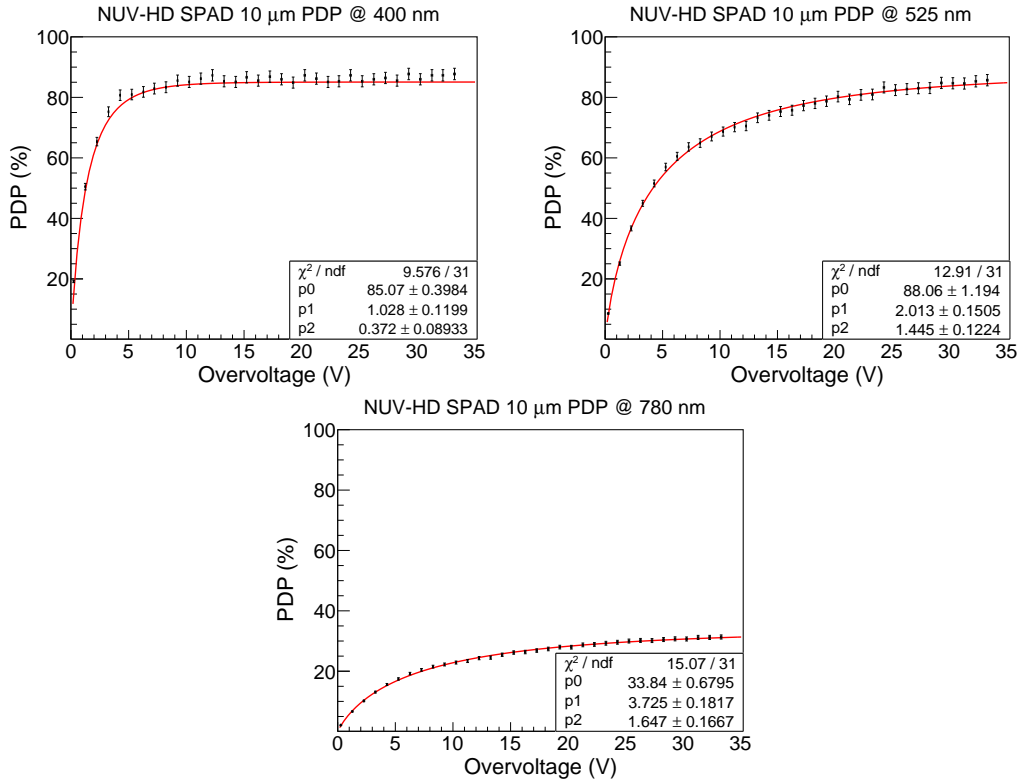 NUV-HD SPAD 10 μm PDP @ 400 nm
PDP (%)
100
80
60
40
20
0 5 10 15 20 25 30 35
Overvoltage (V)
χ² / ndf 9.576 / 31
p0 85.07 ± 0.3984
p1 1.028 ± 0.1199
p2 0.372 ± 0.08933
NUV-HD SPAD 10 μm PDP @ 525 nm
PDP (%)
100
80
60
40
20
0 5 10 15 20 25 30 35
Overvoltage (V)
χ² / ndf 12.91 / 31
p0 88.06 ± 1.194
p1 2.013 ± 0.1505
p2 1.445 ± 0.1224
NUV-HD SPAD 10 μm PDP @ 780 nm
PDP (%)
100
80
60
40
20
0 5 10 15 20 25 30 35
Overvoltage (V)
χ² / ndf 15.07 / 31
p0 33.84 ± 0.6795
p1 3.725 ± 0.1817
p2 1.647 ± 0.1667